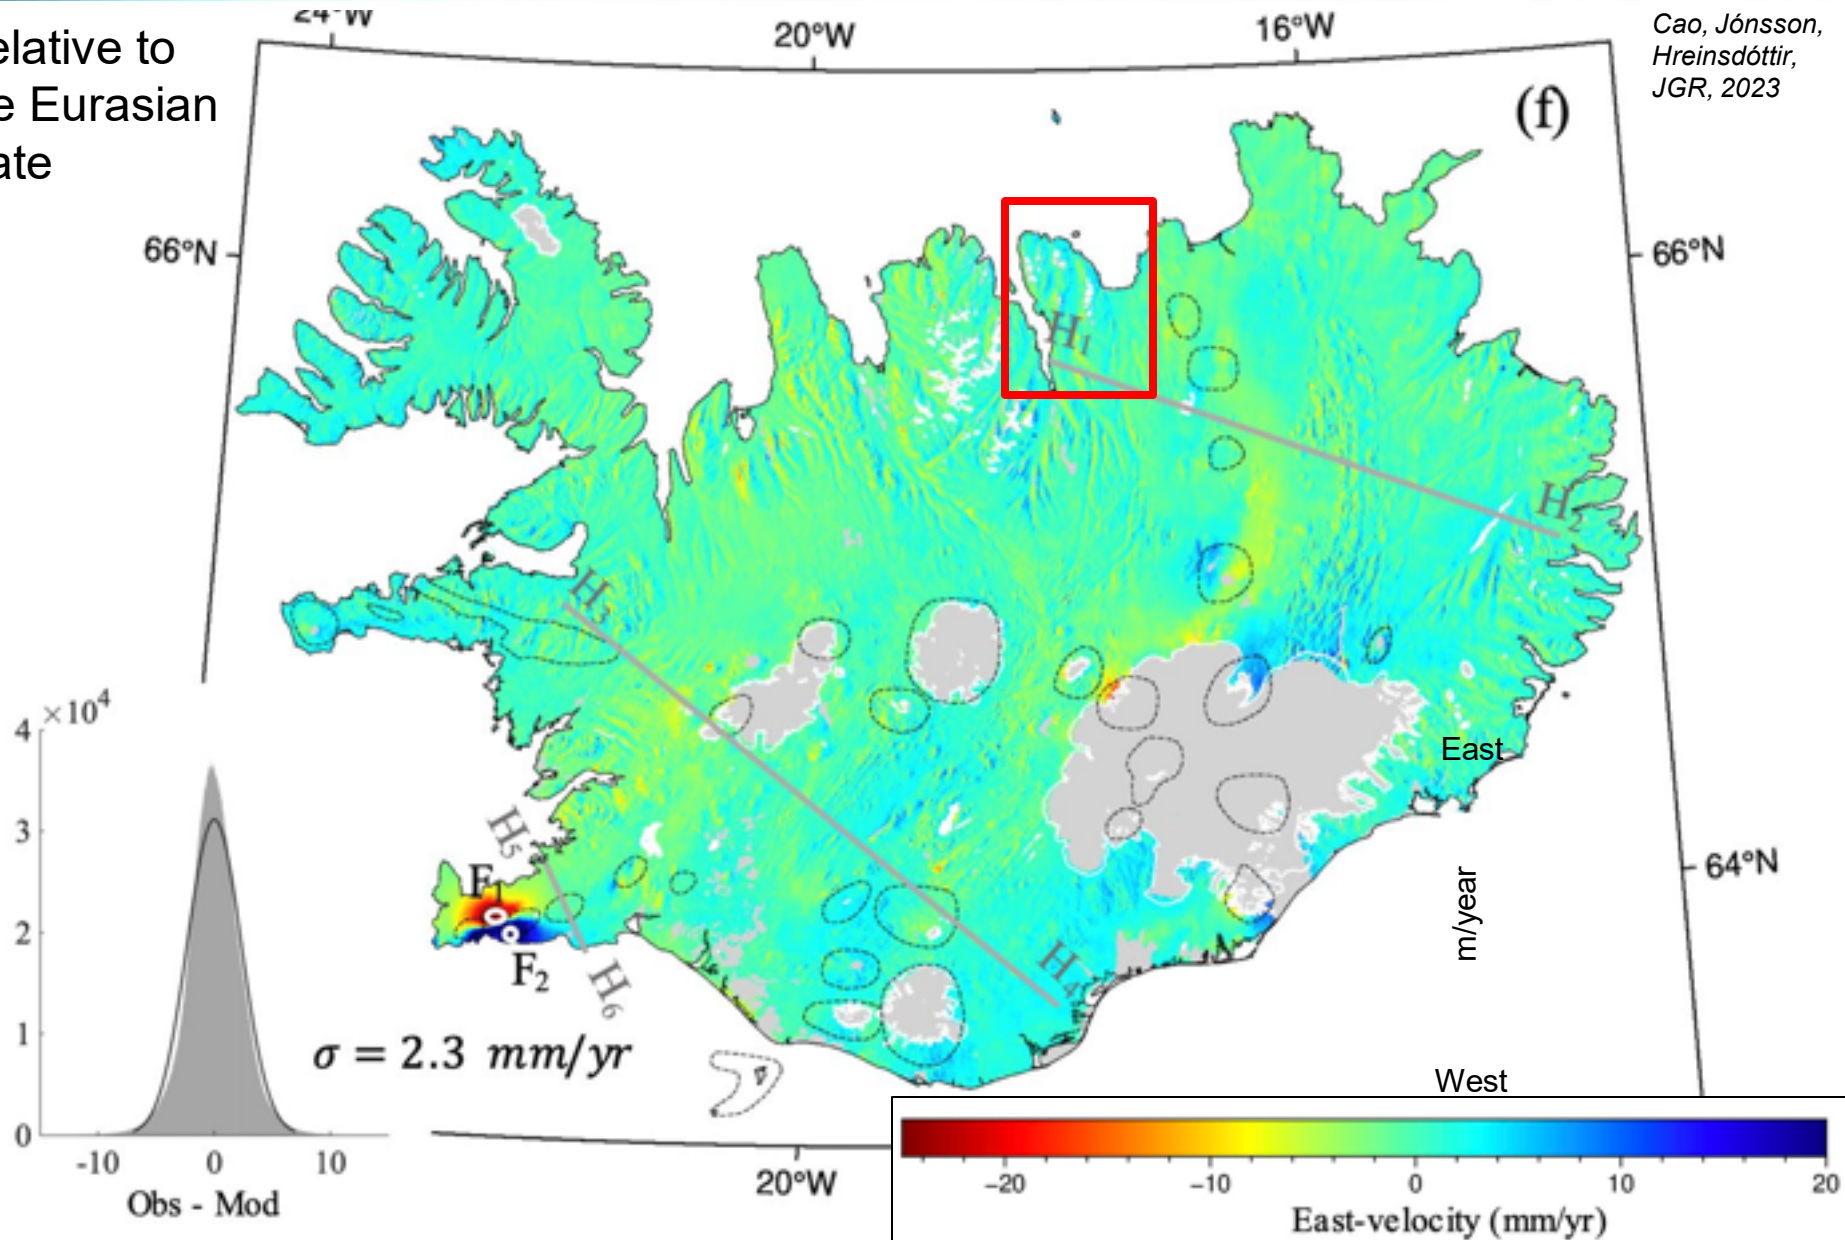 24°W
20°W
16°W
Cao, Jónsson,
Hreinsdóttir,
JGR, 2023
elative to
e Eurasian
ate
(f)
66°N
66°N
H1
H2
H3
×10⁴
4
3
2
1
0
East
H5
F1
64°N
m/year
F2
H4
H6
σ = 2.3 mm/yr
West
-10
0
10
Obs - Mod
20°W
−20
−10
0
10
20
East-velocity (mm/yr)